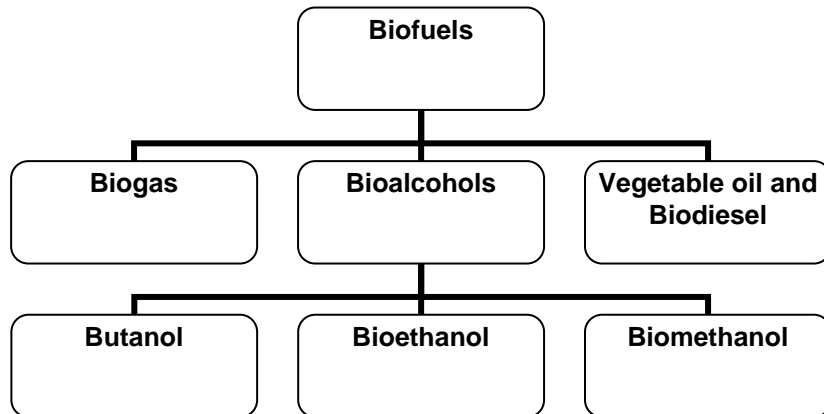 Biofuels
Biogas
Bioalcohols
Vegetable oil and
Biodiesel
Butanol
Bioethanol
Biomethanol